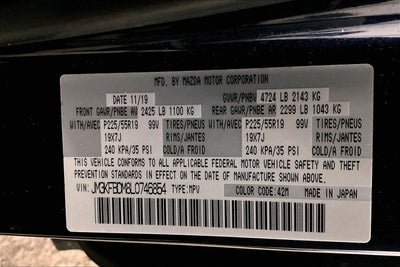 MFD. BY MAZDA MOTOR CORPORATION
DATE 11/19 GVWR/PNBV 4724 LB 2143 KG
FRONT GAWR/PNBE AV 2425 LB 1100 KG REAR GAWR/PNBE AR 2299 LB 1043 KG
WITH/AVEC P225/55R19 99V TIRES/PNEUS WITH/AVEC P225/55R19 99V TIRES/PNEUS
19X7J RIMS/JANTES 19X7J RIMS/JANTES
240 KPA/35 PSI COLD/A FROID 240 KPA/35 PSI COLD/A FROID
THIS VEHICLE CONFORMS TO ALL APPLICABLE FEDERAL MOTOR VEHICLE SAFETY AND THEFT
PREVENTION STANDARDS IN EFFECT ON THE DATE OF MANUFACTURE SHOWN ABOVE.
VIN: JM3KFBDM8L0746854 TYPE:MPV COLOR CODE:42M MADE IN JAPAN